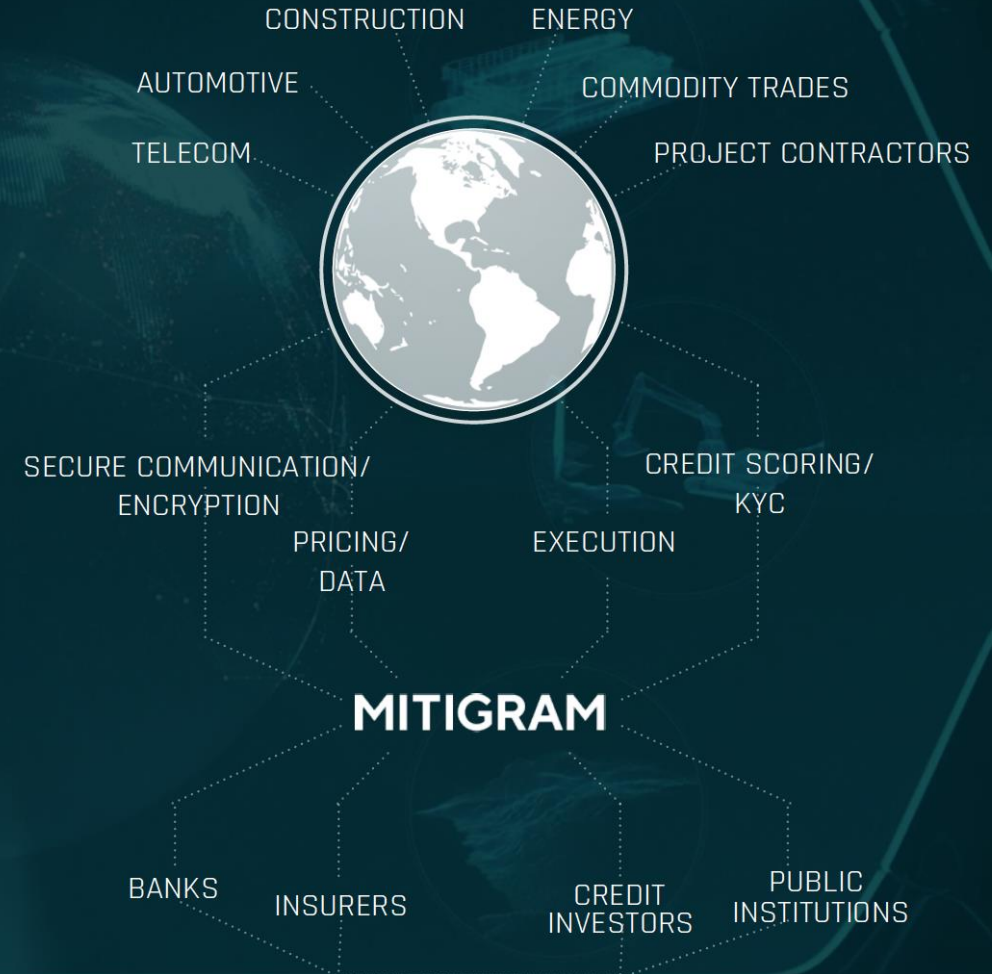 CONSTRUCTION
ENERGY
AUTOMOTIVE
COMMODITY TRADES
TELECOM
PROJECT CONTRACTORS
SECURE COMMUNICATION/
ENCRYPTION
CREDIT SCORING/
KYC
PRICING/
DATA
EXECUTION
MITIGRAM
BANKS
INSURERS
CREDIT
INVESTORS
PUBLIC
INSTITUTIONS